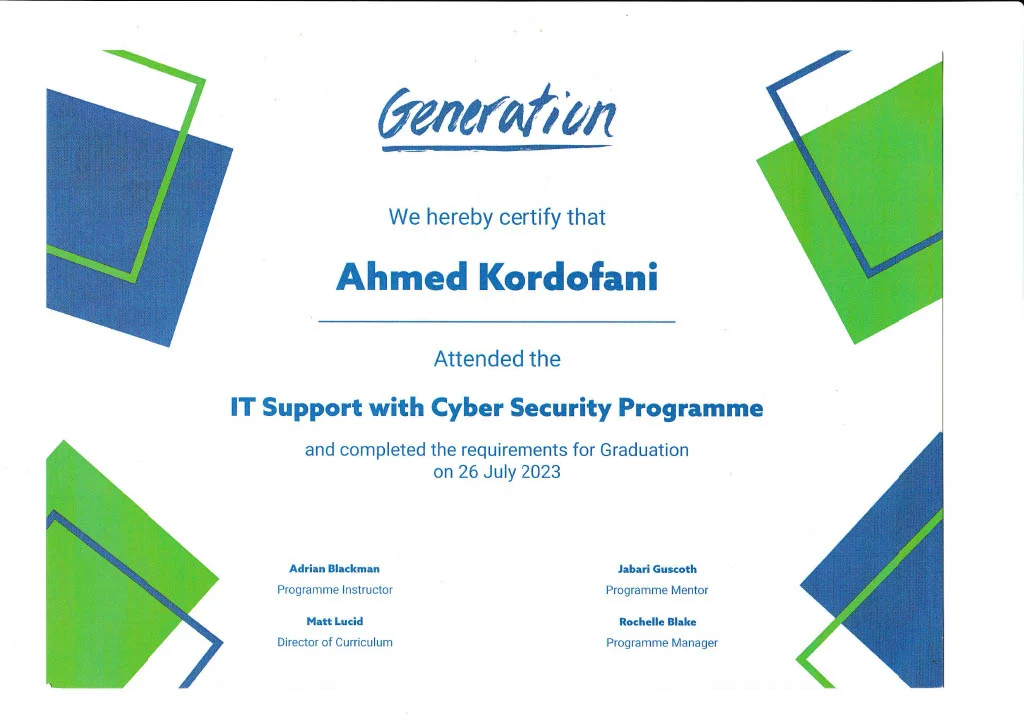 Generation
We hereby certify that
Ahmed Kordofani
Attended the
IT Support with Cyber Security Programme
and completed the requirements for Graduation
on 26 July 2023
Adrian Blackman
Programme Instructor
Matt Lucid
Director of Curriculum
Jabari Guscoth
Programme Mentor
Rochelle Blake
Programme Manager